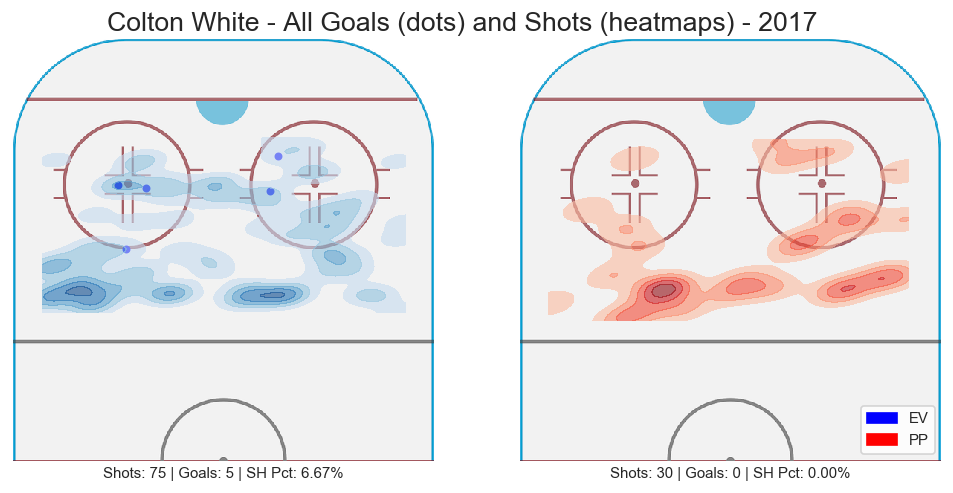 Colton White - All Goals (dots) and Shots (heatmaps) - 2017
EV
PP
Shots: 75 | Goals: 5 | SH Pct: 6.67%
Shots: 30 | Goals: 0 | SH Pct: 0.00%